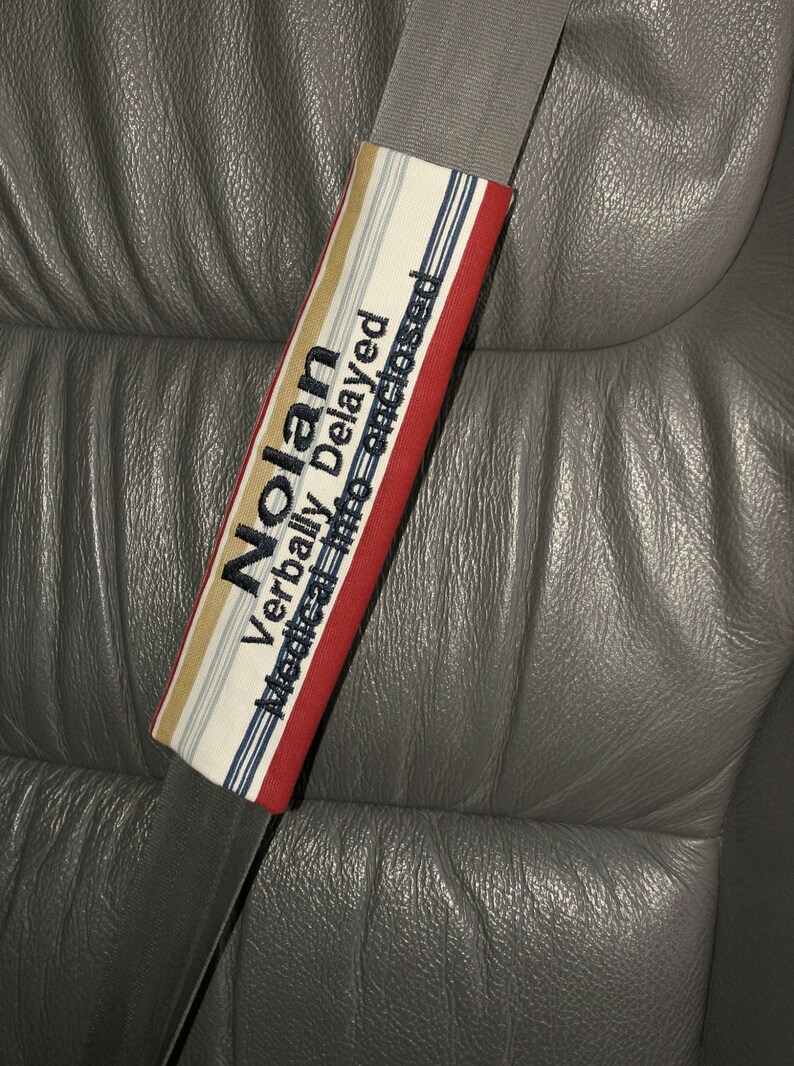 Nolan
Verbally Delayed
Medical info enclosed